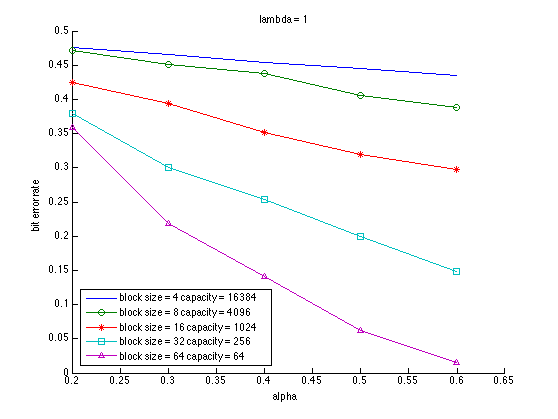 lambda = 1
0.5
0.45
0.4
0.35
0.3
0.25
0.2
0.15
0.1
0.05
0
bit error rate
block size = 4 capacity = 16384
block size = 8 capacity = 4096
block size = 16 capacity = 1024
block size = 32 capacity = 256
block size = 64 capacity = 64
0.2 0.25 0.3 0.35 0.4 0.45 0.5 0.55 0.6 0.65
alpha